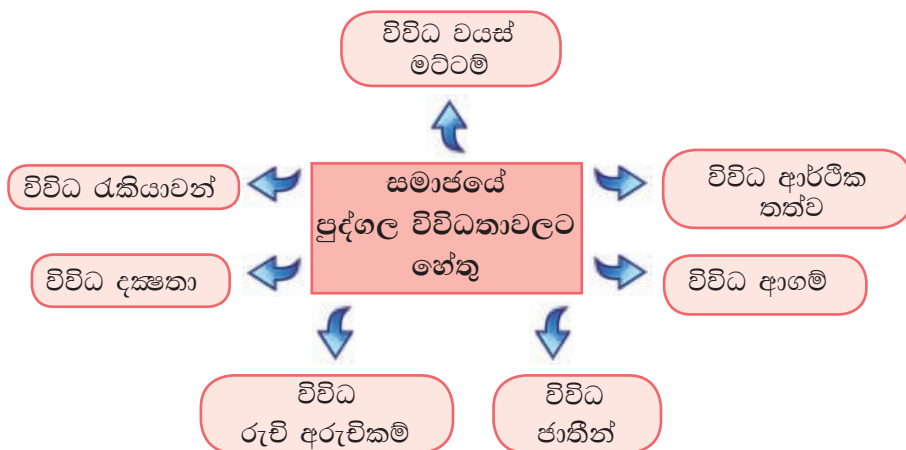 විවිධ වයස්
මට්ටම්
විවිධ රැකියාවන්
සමාජයේ
පුද්ගල විවිධතාවලට
හේතු
විවිධ ආර්ථික
තත්ව
විවිධ දක්‍ෂතා
විවිධ ආගම්
විවිධ
රුචි අරුචිකම්
විවිධ
ජාතීන්